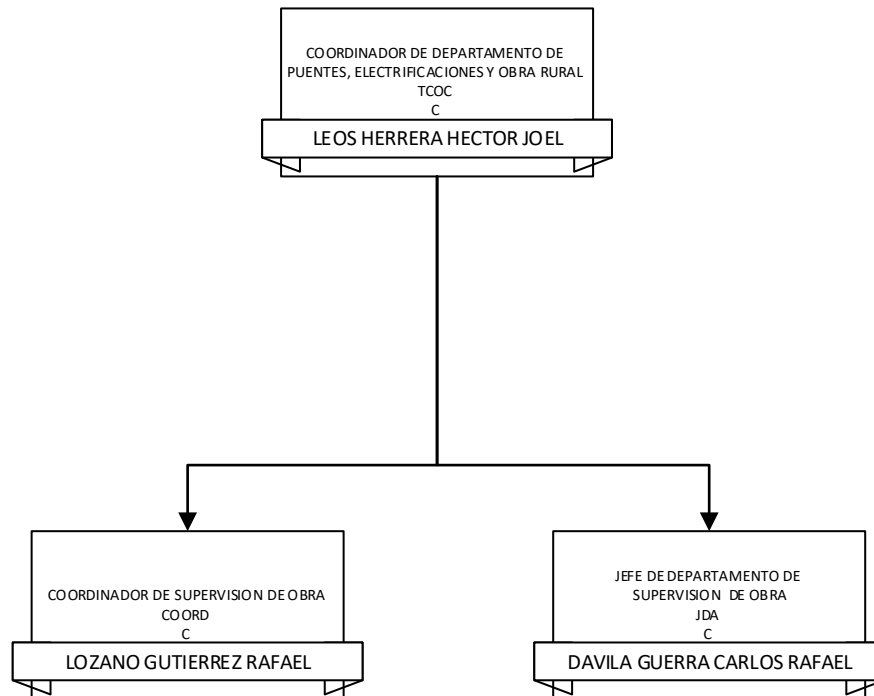 COORDINADOR DE DEPARTAMENTO DE
PUENTES, ELECTRIFICACIONES Y OBRA RURAL
TCOC
C
LEOS HERRERA HECTOR JOEL
COORDINADOR DE SUPERVISION DE OBRA
COORD
C
LOZANO GUTIERREZ RAFAEL
JEFE DE DEPARTAMENTO DE
SUPERVISION DE OBRA
JDA
C
DAVILA GUERRA CARLOS RAFAEL